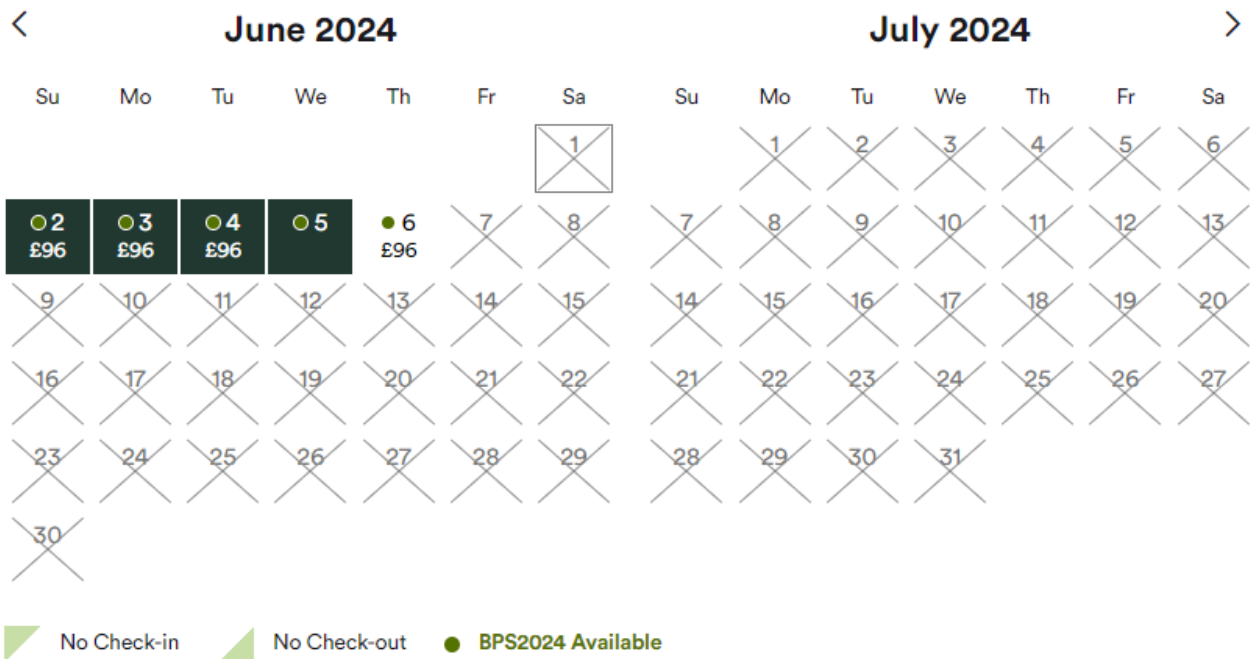 June 2024
Su Mo Tu We Th Fr Sa
1
2 3 4 5 6 7 8
£96 £96 £96 £96
9 10 11 12 13 14 15
16 17 18 19 20 21 22
23 24 25 26 27 28 29
30
July 2024
Su Mo Tu We Th Fr Sa
1 2 3 4 5 6
7 8 9 10 11 12 13
14 15 16 17 18 19 20
21 22 23 24 25 26 27
28 29 30 31
No Check-in No Check-out BPS2024 Available